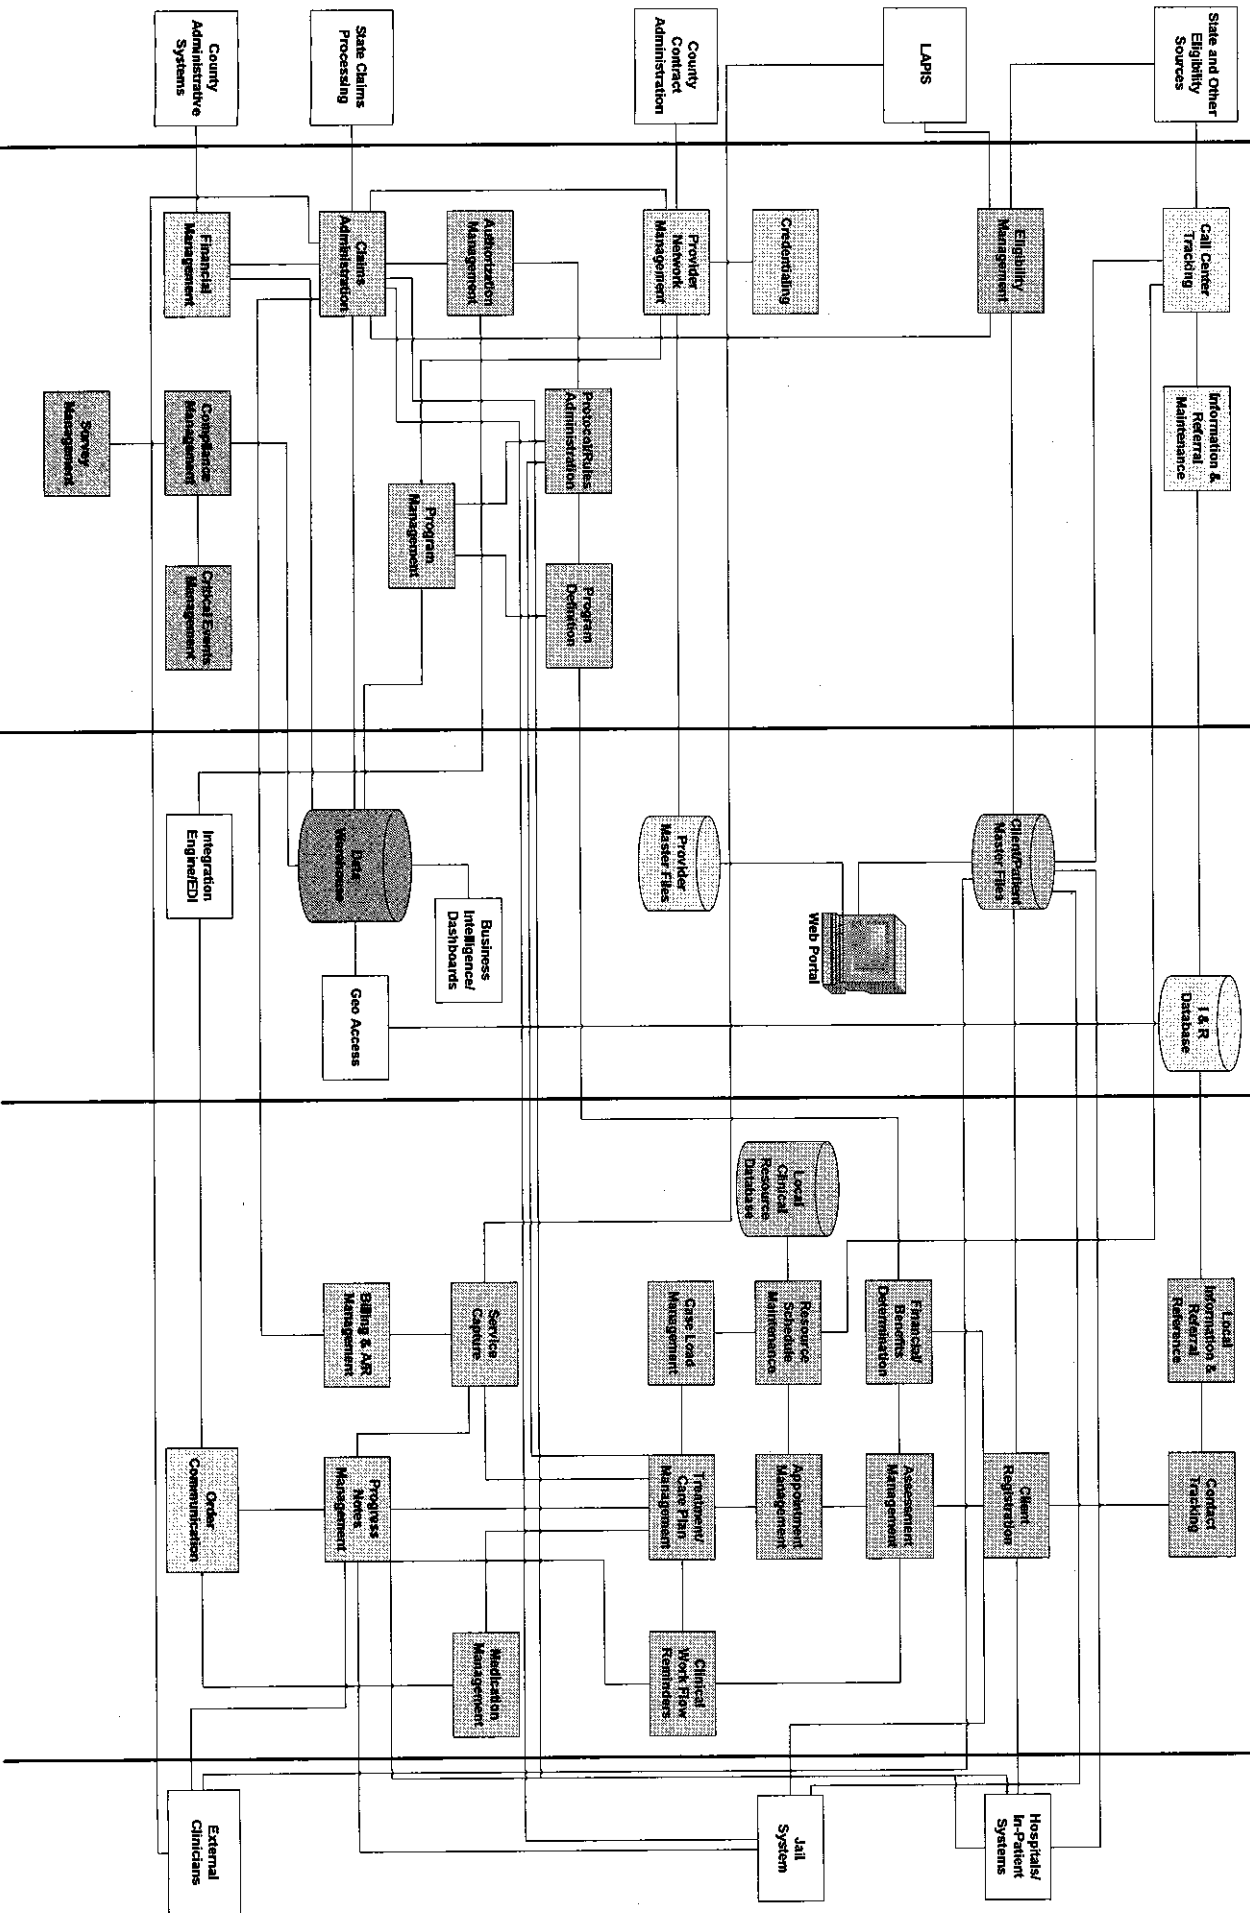 State and Other
Eligibility
Sources
LAPIS
County
Contract
Administration
State Claims
Processing
County
Administrative
Systems
Call Center
Tracking
Eligibility
Management
Credentialing
Provider
Network
Management
Authorization
Management
Claims
Administration
Financial
Management
Information &
Referral
Maintenance
Protocol/Rules
Administration
Compliance
Management
Survey
Management
Program
Management
Program
Definition
Critical Events
Management
Client/Patient
Master Files
Provider
Master Files
Data
Warehouse
Integration
Engine/EDI
Web Portal
Business
Intelligence/
Dashboards
I & R
Database
Geo Access
Local
Clinical
Resource
Database
Local
Information &
Referral
Reference
Financial/
Benefits
Determination
Resource
Schedule
Maintenance
Case Load
Management
Service
Capture
Billing & A/R
Management
Contact
Tracking
Client
Registration
Assessment
Management
Appointment
Management
Treatment/
Care Plan
Management
Progress
Notes
Management
Order
Communication
Clinical
Work Flow
Reminders
Medication
Management
Hospitals/
In-Patient
Systems
Jail
System
External
Clinicians